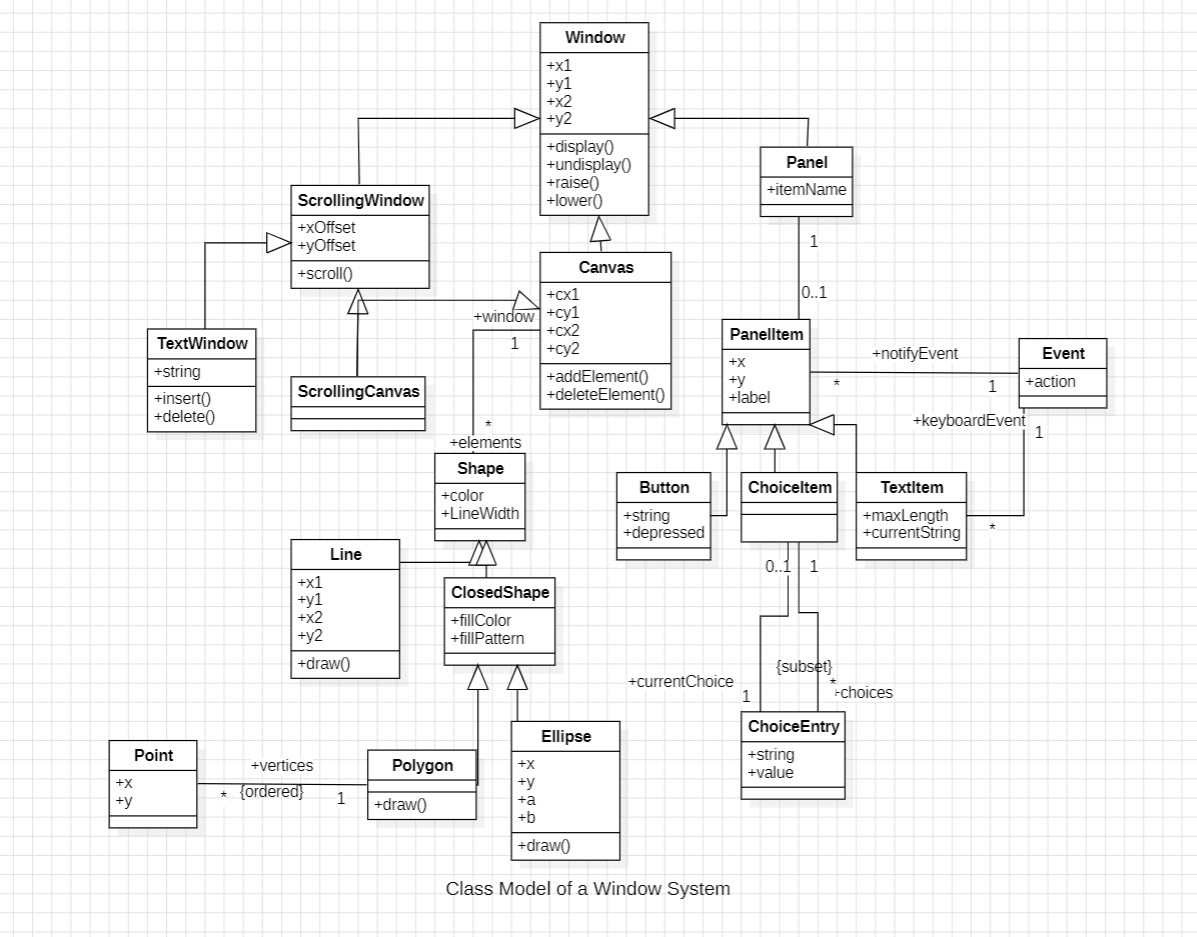 Window
+x1
+y1
+x2
+y2
+display()
+undisplay()
+raise()
+lower()
Panel
+itemName
1
0..1
ScrollingWindow
+xOffset
+yOffset
+scroll()
Canvas
+cx1
+cy1
+cx2
+cy2
+addElement()
+deleteElement()
+window
1
*
+elements
TextWindow
+string
+insert()
+delete()
ScrollingCanvas
PanelItem
+x
+y
+label
+notifyEvent
*
1
Event
+action
+keyboardEvent
1
*
Shape
+color
+LineWidth
Button
+string
+depressed
ChoiceItem
TextItem
+maxLength
+currentString
0..1
1
Line
+x1
+y1
+x2
+y2
+draw()
ClosedShape
+fillColor
+fillPattern
{subset}
+currentChoice
1
*
+choices
ChoiceEntry
+string
+value
Point
+x
+y
+vertices
*
{ordered}
1
Polygon
+draw()
Ellipse
+x
+y
+a
+b
+draw()
Class Model of a Window System